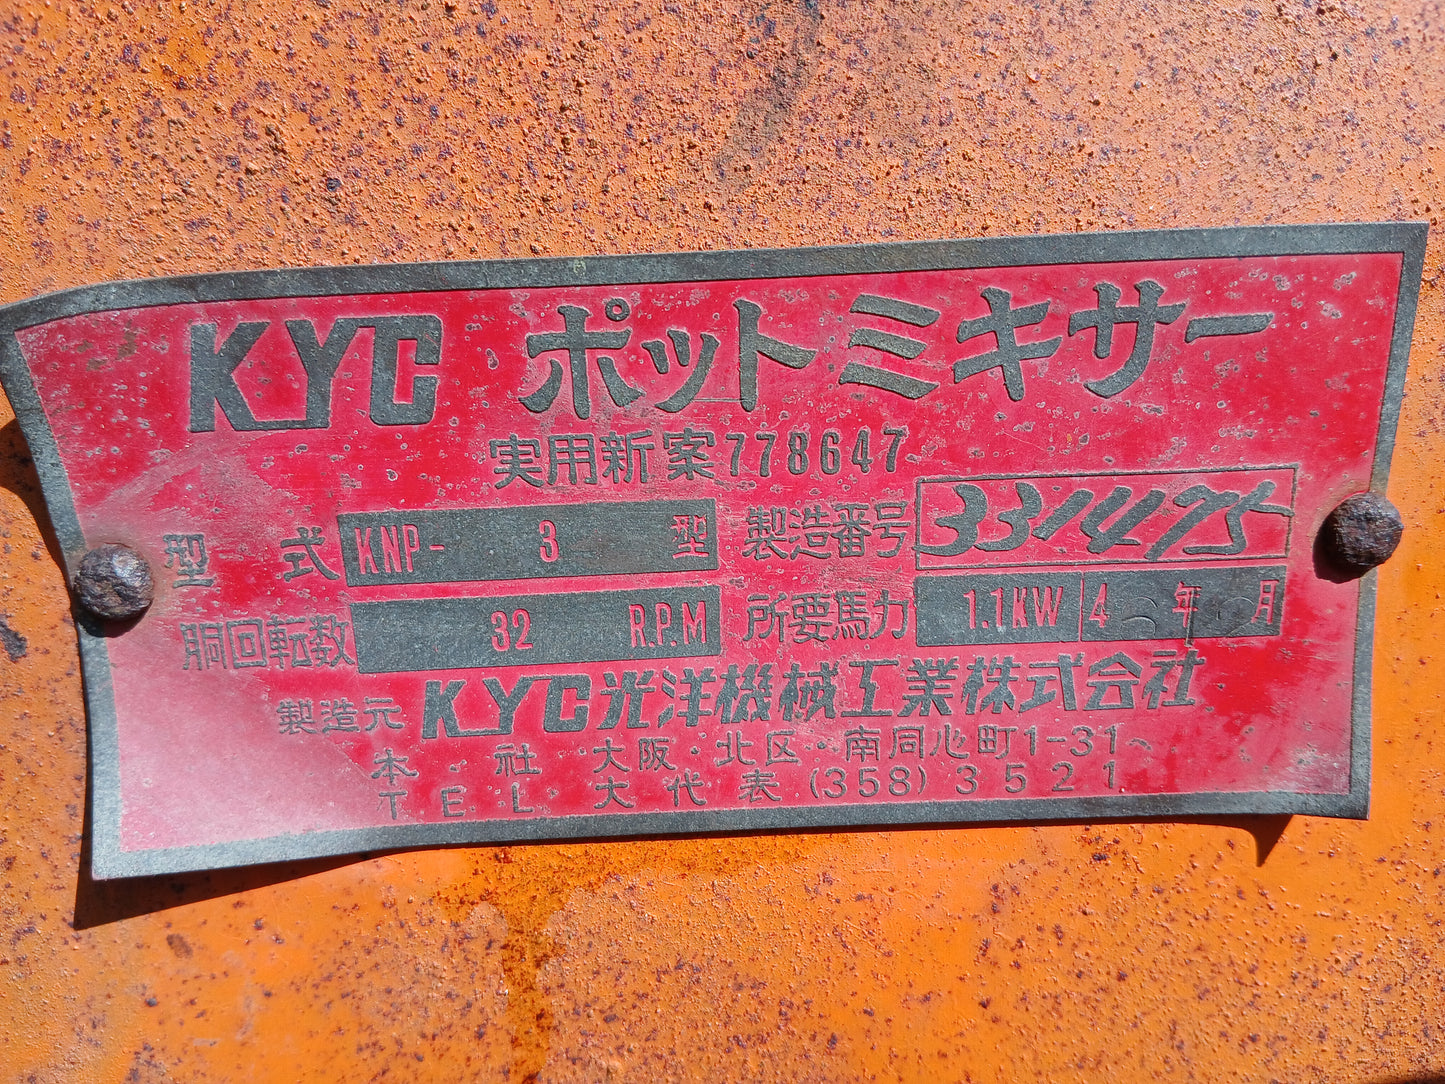 KYC ポットミキサー
実用新案778647
型式 KNP- 3 型 製造番号 3314175
胴回転数 32 R.P.M 所要馬力 1.1KW 4 年 月
製造元 KYC光洋機械工業株式会社
本・社・大阪・北区・南同心町1-31
TEL・大代表(358)3521